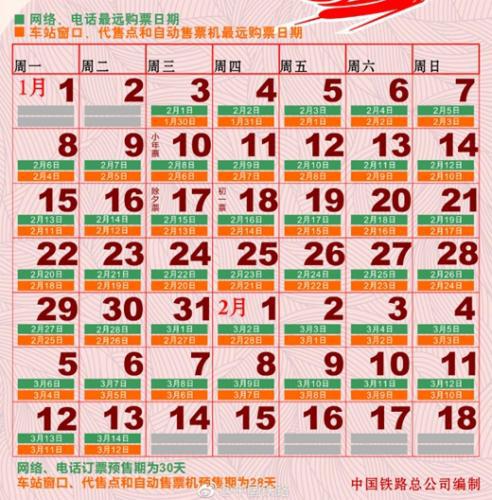 网络、电话最远购票日期
车站窗口、代售点和自动售票机最远购票日期
周一 周二 周三 周四 周五 周六 周日
1月 1 2 3 4 5 6 7
2月1日 2月2日 2月3日 2月4日 2月5日
1月30日 1月31日 2月1日 2月2日 2月3日
8 9 小年票 10 11 12 13 14
2月6日 2月7日 2月8日 2月9日 2月10日 2月11日 2月12日
2月4日 2月5日 2月6日 2月7日 2月8日 2月9日 2月10日
15 16 除夕票 17 初一票 18 19 20 21
2月13日 2月14日 2月15日 2月16日 2月17日 2月18日 2月19日
2月11日 2月12日 2月13日 2月14日 2月15日 2月16日 2月17日
22 23 24 25 26 27 28
2月20日 2月21日 2月22日 2月23日 2月24日 2月25日 2月26日
2月18日 2月19日 2月20日 2月21日 2月22日 2月23日 2月24日
29 30 31 2月 1 2 3 4
2月27日 2月28日 3月1日 3月2日 3月3日 3月4日 3月5日
2月25日 2月26日 2月27日 2月28日 3月1日 3月2日 3月3日
5 6 7 8 9 10 11
3月6日 3月7日 3月8日 3月9日 3月10日 3月11日 3月12日
3月4日 3月5日 3月6日 3月7日 3月8日 3月9日 3月10日
12 13 14 15 16 17 18
3月13日 3月14日
3月11日 3月12日
网络、电话订票预售期为30天
车站窗口、代售点和自动售票机预售期为28天
中国铁路总公司编制